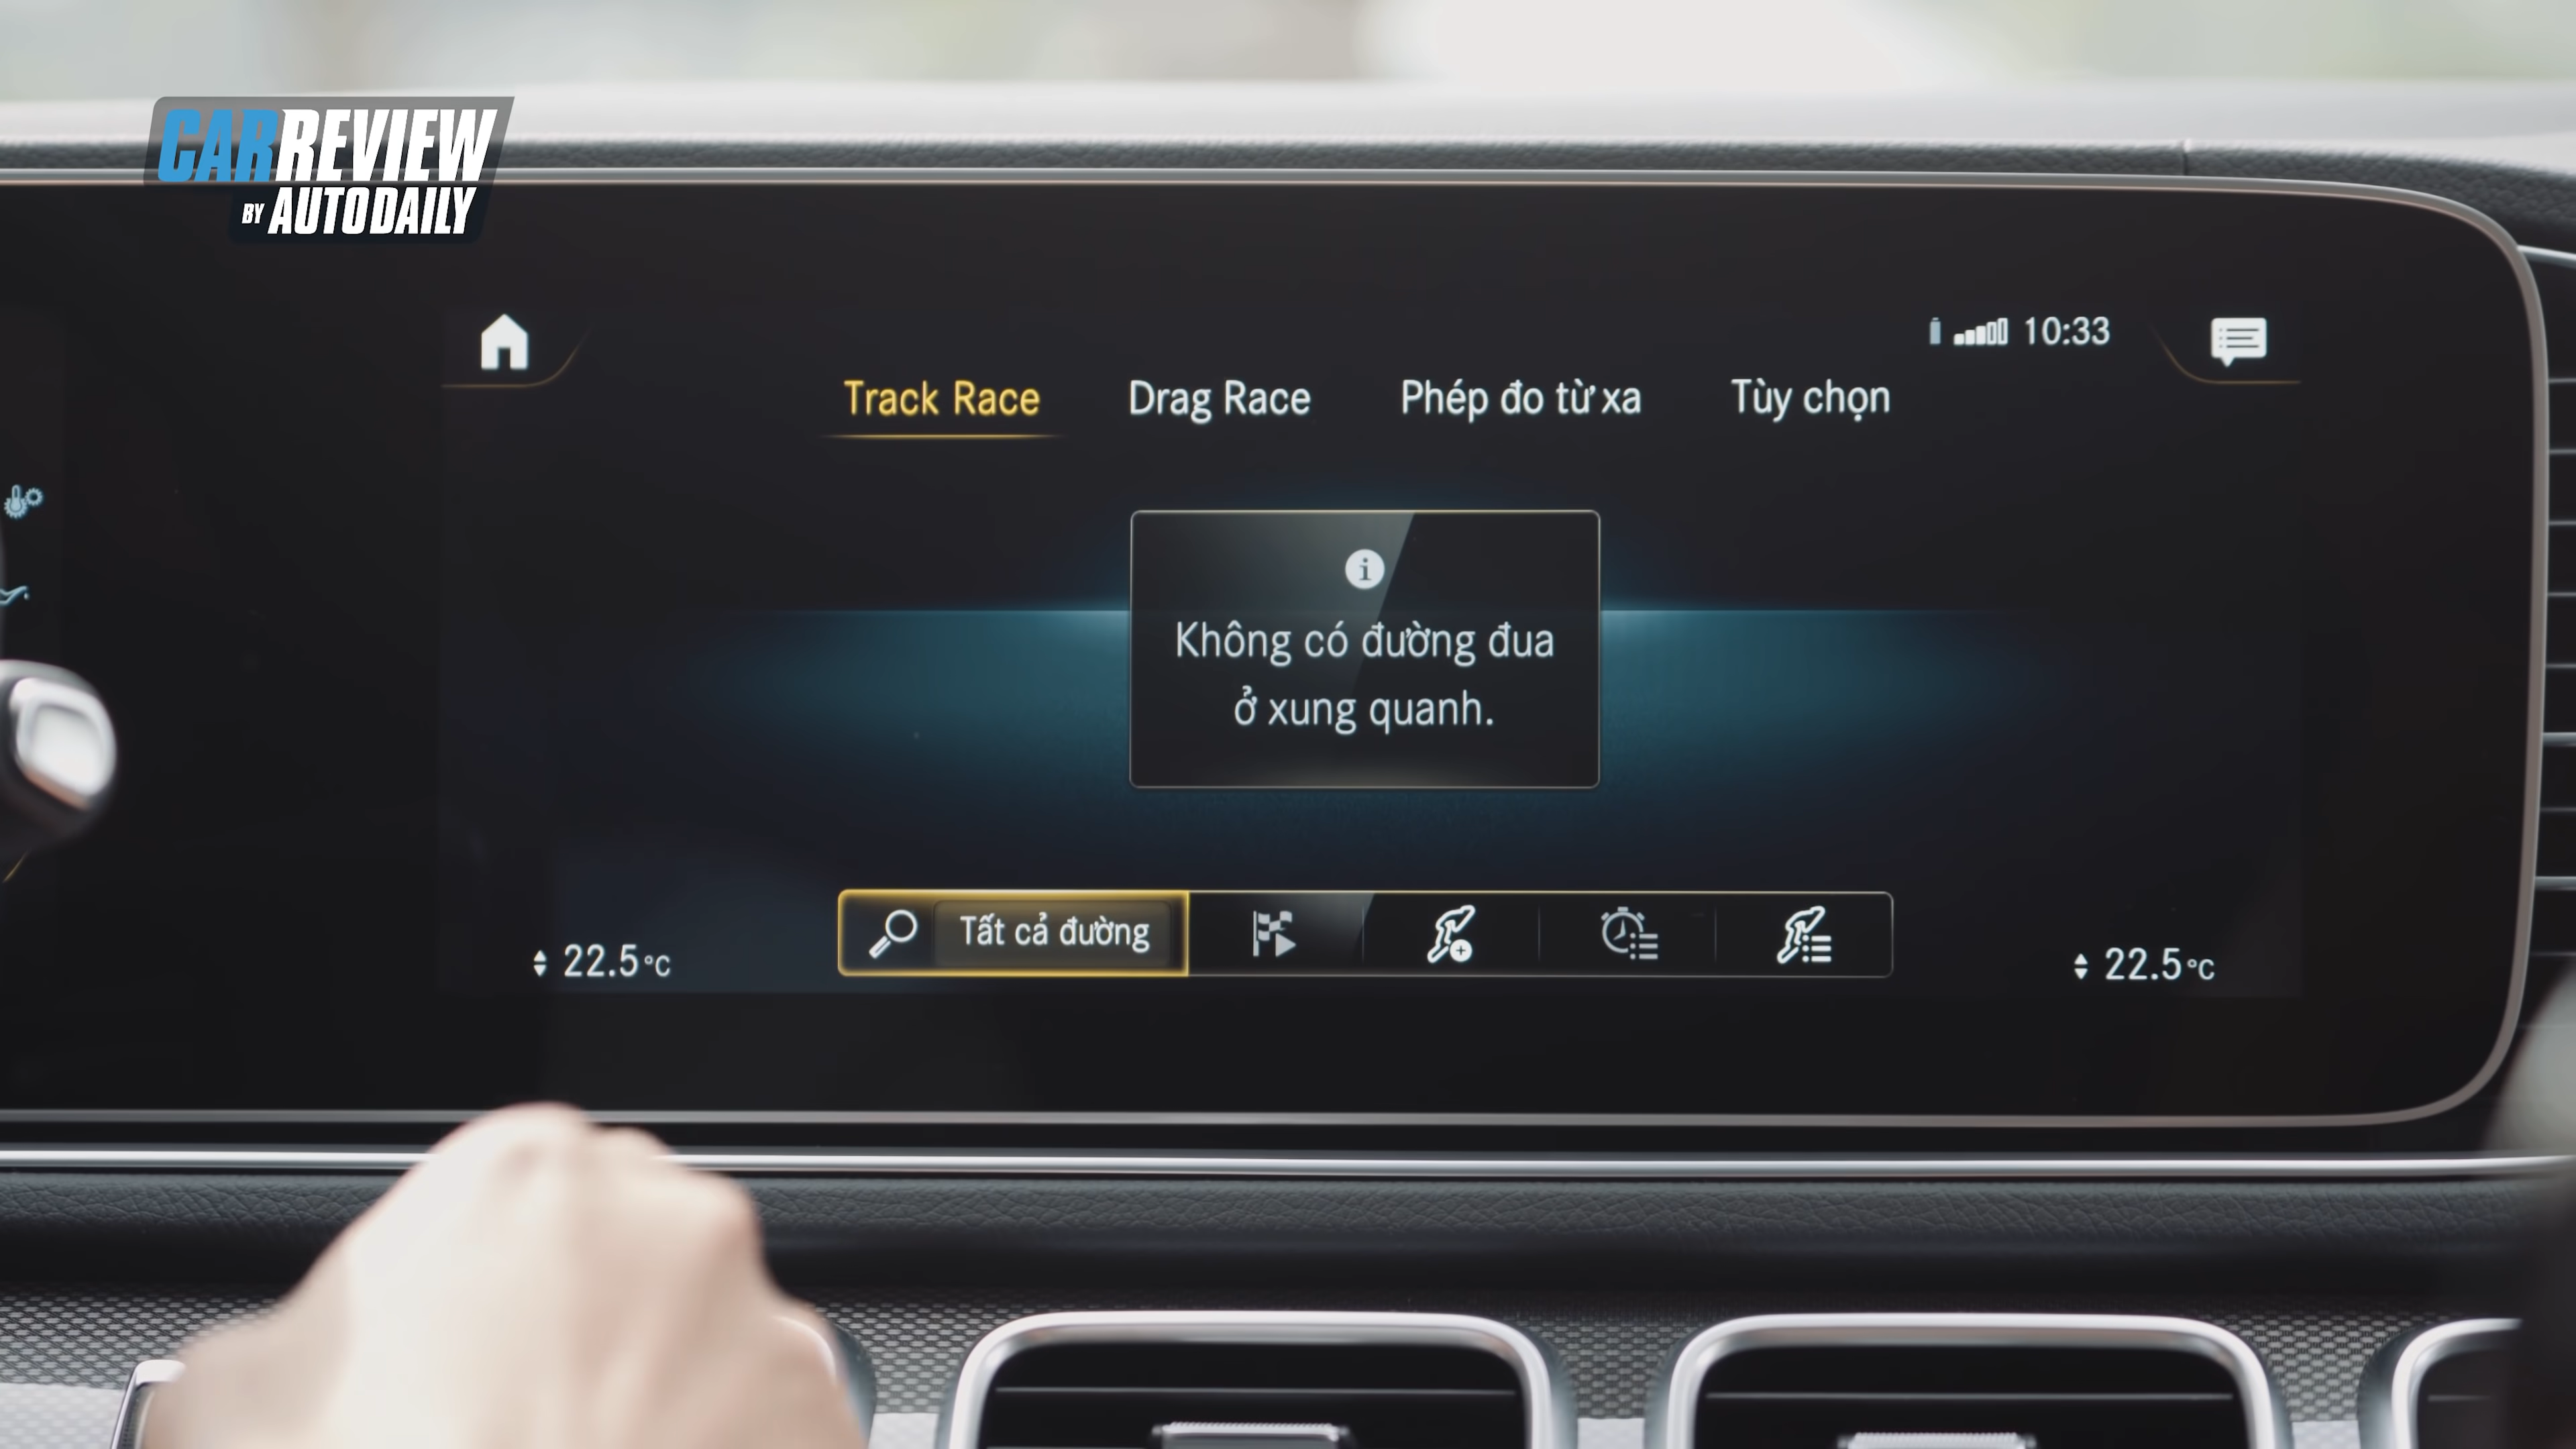 CARREVIEW
BY AUTODAILY
10:33
Track Race Drag Race Phép đo từ xa Tùy chọn
Không có đường đua
ở xung quanh.
Tất cả đường
22.5°C 22.5°C